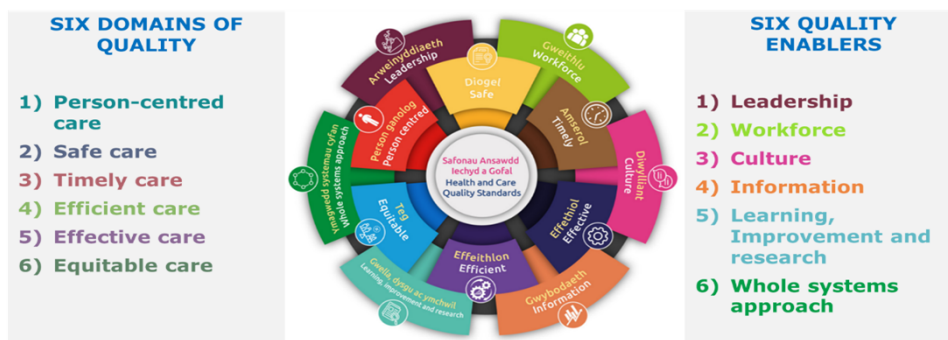 SIX DOMAINS OF
QUALITY
1) Person-centred
care
2) Safe care
3) Timely care
4) Efficient care
5) Effective care
6) Equitable care
Arweinyddiaeth
Leadership
Gweithlu
Workforce
Diogel
Safe
Person ganolog
Person centred
Amserol
Timely
Ymagwedd systemau cyfan
Whole systems approach
Diwylliant
Culture
Safonau Ansawdd
Iechyd a Gofal
Health and Care
Quality Standards
Teg
Equitable
Effeithiol
Effective
Effeithlon
Efficient
Gwella, dysgu ac ymchwil
Learning, improvement and research
Gwybodaeth
Information
SIX QUALITY
ENABLERS
1) Leadership
2) Workforce
3) Culture
4) Information
5) Learning,
Improvement and
research
6) Whole systems
approach